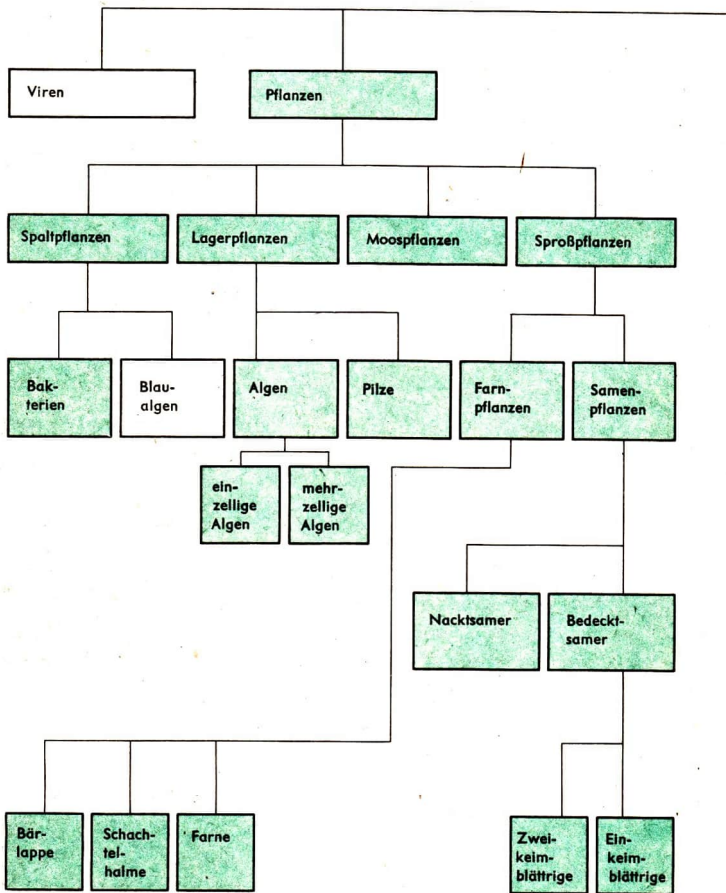 Viren
Pflanzen
Spaltpflanzen
Lagerpflanzen
Moospflanzen
Sproßpflanzen
Bak-
terien
Blau-
algen
Algen
Pilze
Farn-
pflanzen
Samen-
pflanzen
ein-
zellige
Algen
mehr-
zellige
Algen
Nacktsamer
Bedeckt-
samer
Bär-
lappe
Schach-
tel-
halme
Farne
Zwei-
keim-
blättrige
Ein-
keim-
blättrige